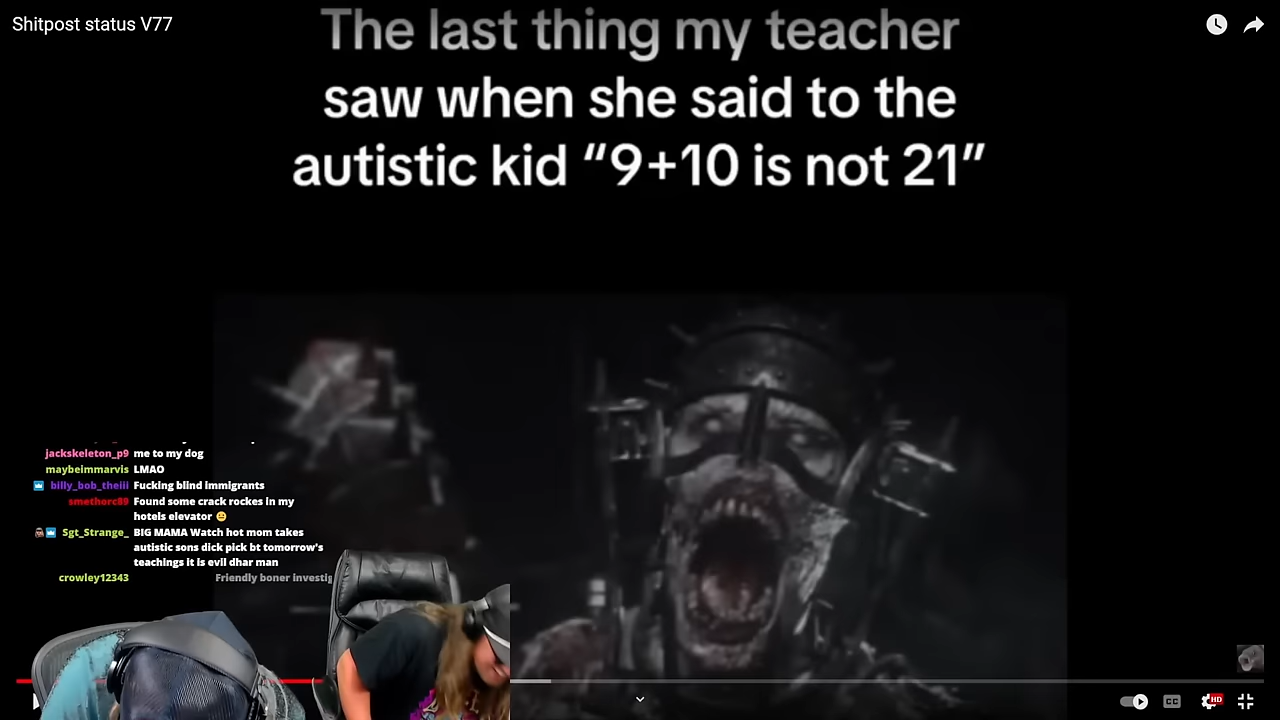 Shitpost status V77
The last thing my teacher
saw when she said to the
autistic kid “9+10 is not 21”
jackskeleton_p9 me to my dog
maybeimmarvis LMAO
billy_bob_theiii Fucking blind immigrants
smethorc89 Found some crack rockes in my
hotels elevator
Sgt_Strange_ BIG MAMA Watch hot mom takes
autistic sons dick pick bt tomorrow's
teachings it is evil dhar man
crowley12343 Friendly boner investig
CC
HD